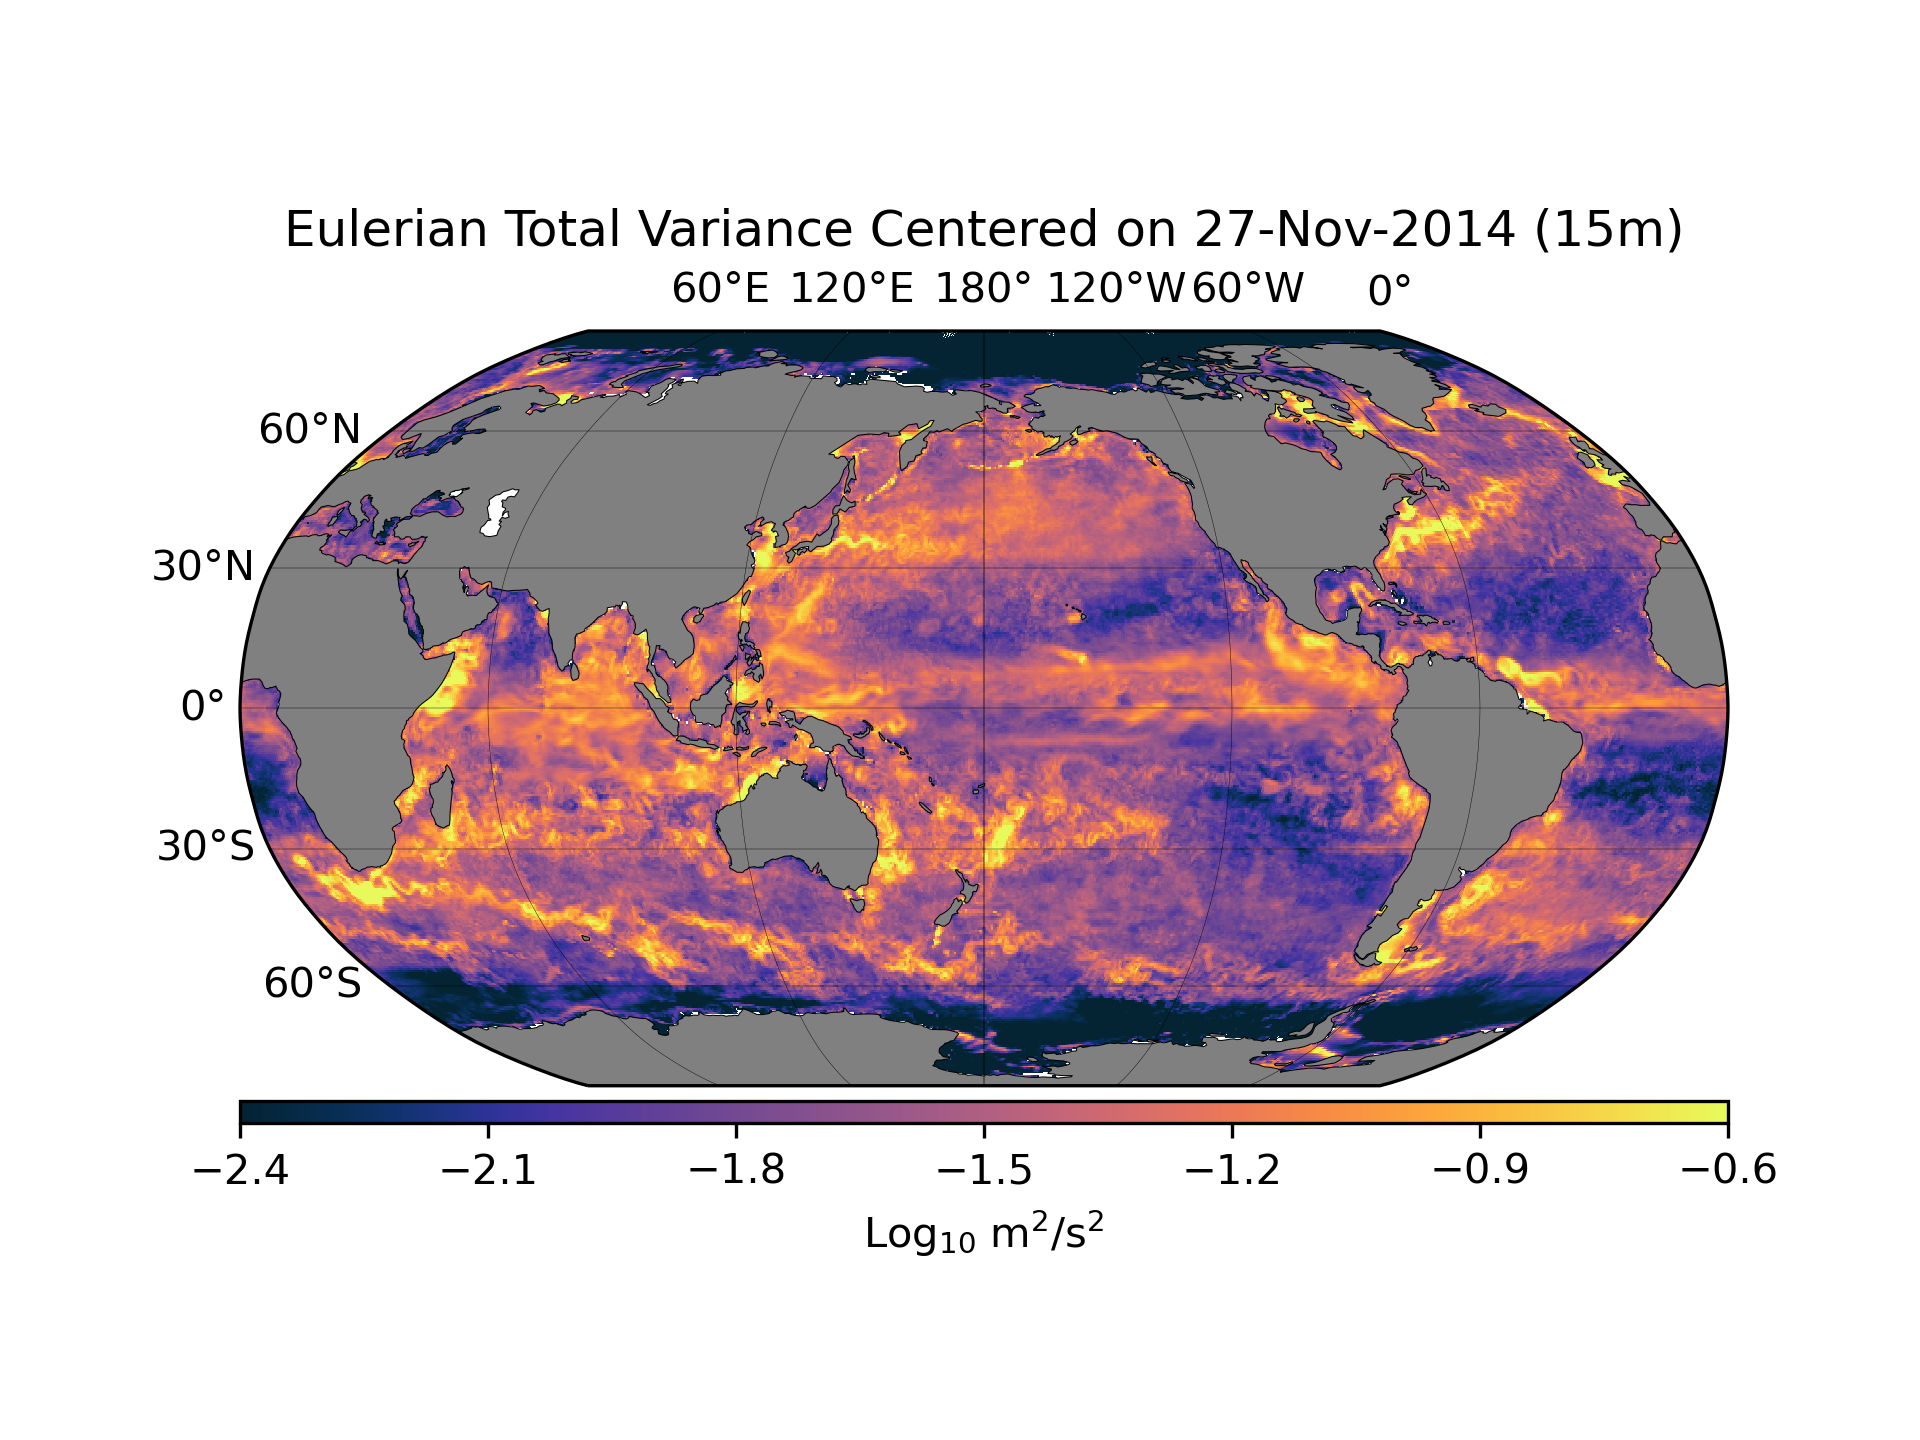 Eulerian Total Variance Centered on 27-Nov-2014 (15m)
60°E 120°E 180° 120°W 60°W 0°
60°N
30°N
0°
30°S
60°S
−2.4 −2.1 −1.8 −1.5 −1.2 −0.9 −0.6
Log₁₀ m²/s²